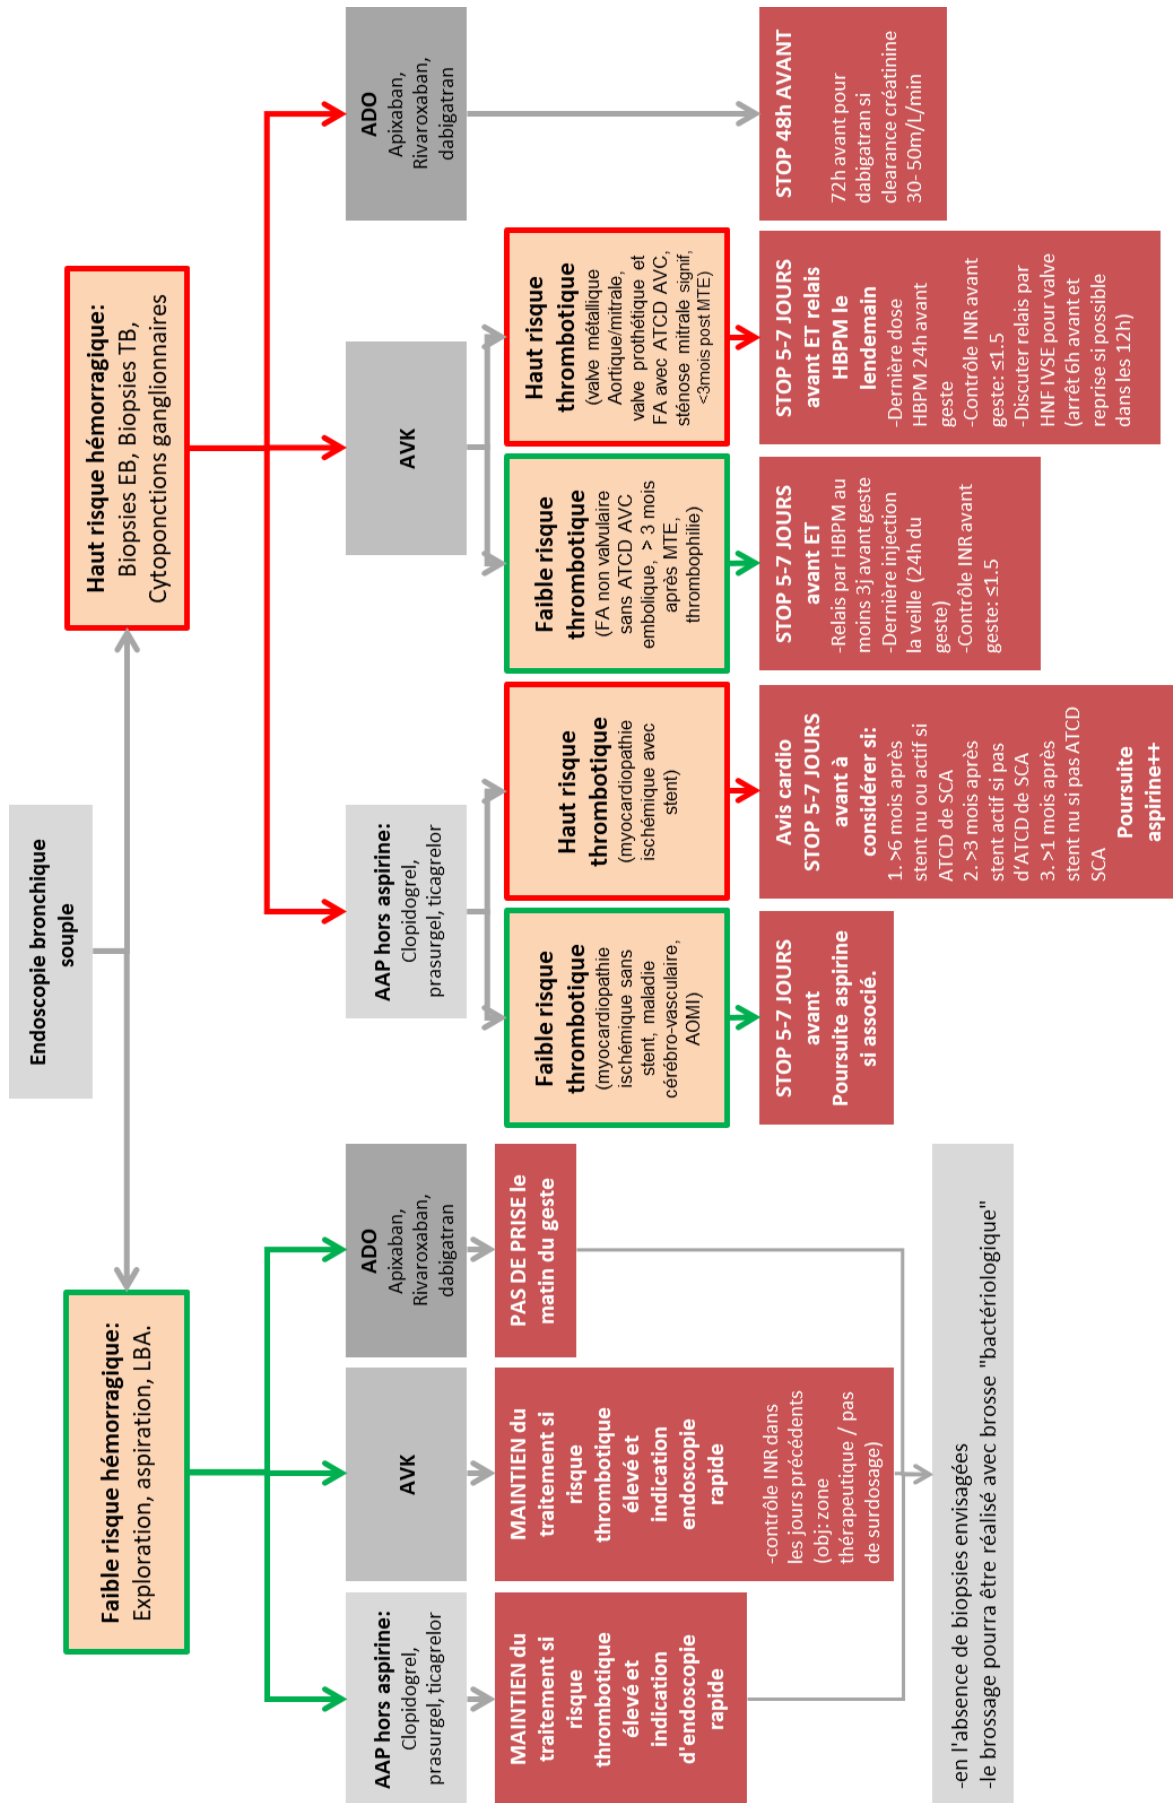 Endoscopie bronchique
souple
Faible risque hémorragique:
Exploration, aspiration, LBA.
Haut risque hémorragique:
Biopsies EB, Biopsies TB,
Cytoponctions ganglionnaires
AAP hors aspirine:
Clopidogrel,
prasurgel, ticagrelor
AVK
ADO
Apixaban,
Rivaroxaban,
dabigatran
AAP hors aspirine:
Clopidogrel,
prasurgel, ticagrelor
AVK
ADO
Apixaban,
Rivaroxaban,
dabigatran
MAINTIEN du
traitement si
risque
thrombotique
élevé et
indication
d'endoscopie
rapide
MAINTIEN du
traitement si
risque
thrombotique
élevé et
indication
endoscopie
rapide
-contrôle INR dans
les jours précédents
(obj: zone
thérapeutique / pas
de surdosage)
PAS DE PRISE le
matin du geste
Faible risque
thrombotique
(myocardiopathie
ischémique sans
stent, maladie
cérébro-vasculaire,
AOMI)
Haut risque
thrombotique
(myocardiopathie
ischémique avec
stent)
Faible risque
thrombotique
(FA non valvulaire
sans ATCD AVC
embolique, > 3 mois
après MTE,
thrombophilie)
Haut risque
thrombotique
(valve métallique
Aortique/mitrale,
valve prothétique et
FA avec ATCD AVC,
sténose mitrale signif,
<3mois post MTE)
STOP 5-7 JOURS
avant
Poursuite aspirine
si associé.
Avis cardio
STOP 5-7 JOURS
avant à
considérer si:
1. >6 mois après
stent nu ou actif si
ATCD de SCA
2. >3 mois après
stent actif si pas
d'ATCD de SCA
3. >1 mois après
stent nu si pas ATCD
SCA
Poursuite
aspirine++
STOP 5-7 JOURS
avant ET
-Relais par HBPM au
moins 3j avant geste
-Dernière injection
la veille (24h du
geste)
-Contrôle INR avant
geste: ≤1.5
STOP 5-7 JOURS
avant ET relais
HBPM le
lendemain
-Dernière dose
HBPM 24h avant
geste
-Contrôle INR avant
geste: ≤1.5
-Discuter relais par
HNF IVSE pour valve
(arrêt 6h avant et
reprise si possible
dans les 12h)
STOP 48h AVANT
72h avant pour
dabigatran si
clearance créatinine
30- 50m/L/min
-en l'absence de biopsies envisagées
-le brossage pourra être réalisé avec brosse "bactériologique"